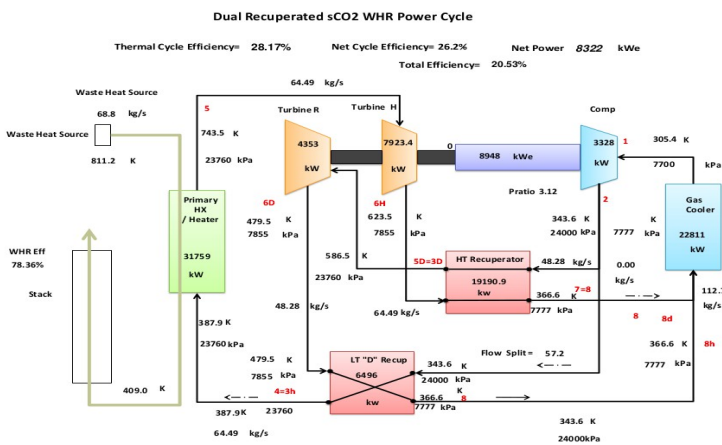 Dual Recuperated sCO2 WHR Power Cycle
Thermal Cycle Efficiency= 28.17% Net Cycle Efficiency= 26.2% Net Power 8322 kWe
Total Efficiency= 20.53%
64.49 kg/s
Waste Heat Source
68.8 kg/s
Waste Heat Source
811.2 K
5
743.5 K
23760 kPa
Turbine R
4353
kW
Turbine H
7923.4
kW
0
8948 kWe
Comp
3328
kW
Pratio 3.12
1
305.4 K
7700 kPa
2
343.6 K
24000 kPa
7777 K
kPa
Gas
Cooler
22811
kW
Primary
HX
/ Heater
31759
kW
6D
479.5 K
7855 kPa
6H
623.5 K
7855 kPa
586.5 K
23760 kPa
5D=3D
HT Recuperator
19190.9
kw
48.28 kg/s
0.00
kg/s
7=8
366.6 K
7777 kPa
8
8d
112.
kg/s
8h
366.6 K
7777 kPa
WHR Eff
78.36%
Stack
409.0 K
48.28 kg/s
64.49 kg/s
387.9 K
23760 kPa
479.5 K
7855 kPa
4=3h
387.9 K 23760
64.49 kg/s
LT "D" Recup
6496
kw
343.6 K
24000 kPa
366.6 K
7777 kPa
8
Flow Split= 57.2
343.6 K
24000kPa